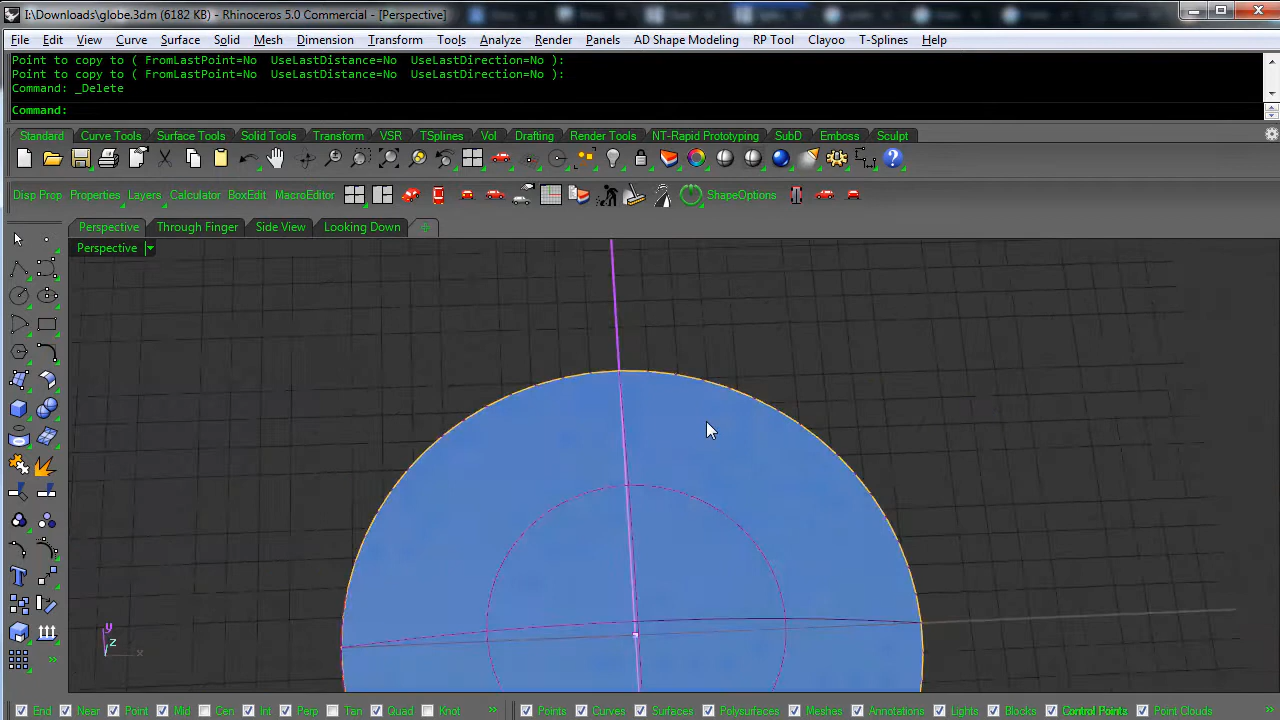 I:\Downloads\globe.3dm (6182 KB) - Rhinoceros 5.0 Commercial - [Perspective]
File Edit View Curve Surface Solid Mesh Dimension Transform Tools Analyze Render Panels AD Shape Modeling RP Tool Clayoo T-Splines Help
Point to copy to ( FromLastPoint=No UseLastDistance=No UseLastDirection=No ):
Point to copy to ( FromLastPoint=No UseLastDistance=No UseLastDirection=No ):
Command: _Delete
Command:
Standard Curve Tools Surface Tools Solid Tools Transform VSR TSplines Vol Drafting Render Tools NT-Rapid Prototyping SubD Emboss Sculpt
Disp Prop Properties Layers Calculator BoxEdit MacroEditor ShapeOptions
Perspective Through Finger Side View Looking Down
Perspective
y
z
x
End Near Point Mid Cen Int Perp Tan Quad Knot » Points Curves Surfaces Polysurfaces Meshes Annotations Lights Blocks Control Points Point Clouds »